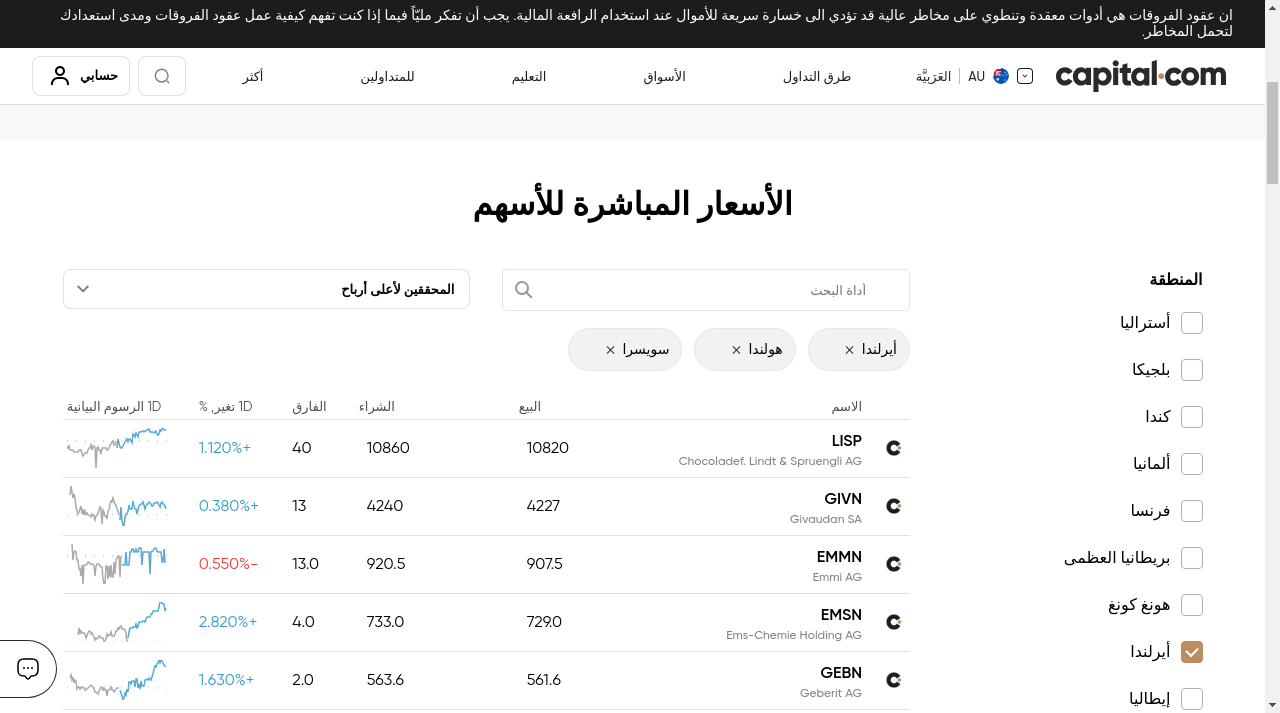 ان عقود الفروقات هي أدوات معقدة وتنطوي على مخاطر عالية قد تؤدي الى خسارة سريعة للأموال عند استخدام الرافعة المالية. يجب أن تفكر مليّاً فيما إذا كنت تفهم كيفية عمل عقود الفروقات ومدى استعدادك
لتحمل المخاطر.
capital.com
AU العَرَبيَّة
طرق التداول
الأسواق
التعليم
للمتداولين
أكثر
حسابي
الأسعار المباشرة للأسهم
المنطقة
أستراليا
بلجيكا
كندا
ألمانيا
فرنسا
بريطانيا العظمى
هونغ كونغ
أيرلندا
إيطاليا
أداة البحث
المحققين لأعلى أرباح
أيرلندا ×
هولندا ×
سويسرا ×
الاسم البيع الشراء الفارق 1D تغير, % 1D الرسوم البيانية
LISP 10820 10860 40 1.120%+
Chocoladef. Lindt & Spruengli AG
GIVN 4227 4240 13 0.380%+
Givaudan SA
EMMN 907.5 920.5 13.0 0.550%-
Emmi AG
EMSN 729.0 733.0 4.0 2.820%+
Ems-Chemie Holding AG
GEBN 561.6 563.6 2.0 1.630%+
Geberit AG